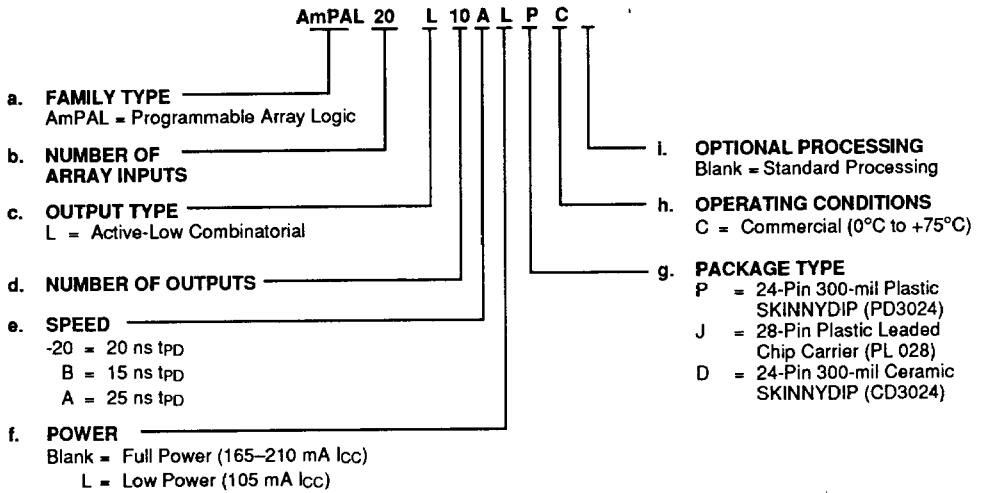 AmPAL 20 L 10 A L P C
a. FAMILY TYPE
AmPAL = Programmable Array Logic
b. NUMBER OF
ARRAY INPUTS
c. OUTPUT TYPE
L = Active-Low Combinatorial
d. NUMBER OF OUTPUTS
e. SPEED
-20 = 20 ns tPD
B = 15 ns tPD
A = 25 ns tPD
f. POWER
Blank = Full Power (165–210 mA ICC)
L = Low Power (105 mA ICC)
i. OPTIONAL PROCESSING
Blank = Standard Processing
h. OPERATING CONDITIONS
C = Commercial (0°C to +75°C)
g. PACKAGE TYPE
P = 24-Pin 300-mil Plastic
SKINNYDIP (PD3024)
J = 28-Pin Plastic Leaded
Chip Carrier (PL 028)
D = 24-Pin 300-mil Ceramic
SKINNYDIP (CD3024)